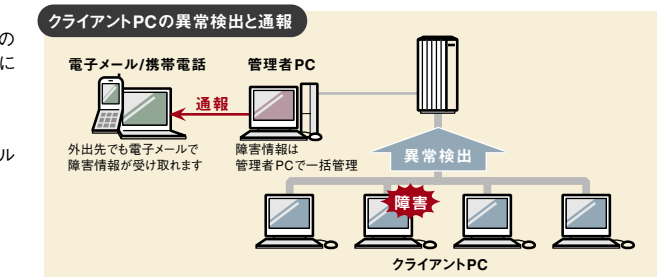 の
に
ル
クライアントPCの異常検出と通報
電子メール/携帯電話
管理者PC
通報
外出先でも電子メールで
障害情報が受け取れます
障害情報は
管理者PCで一括管理
異常検出
障害
クライアントPC